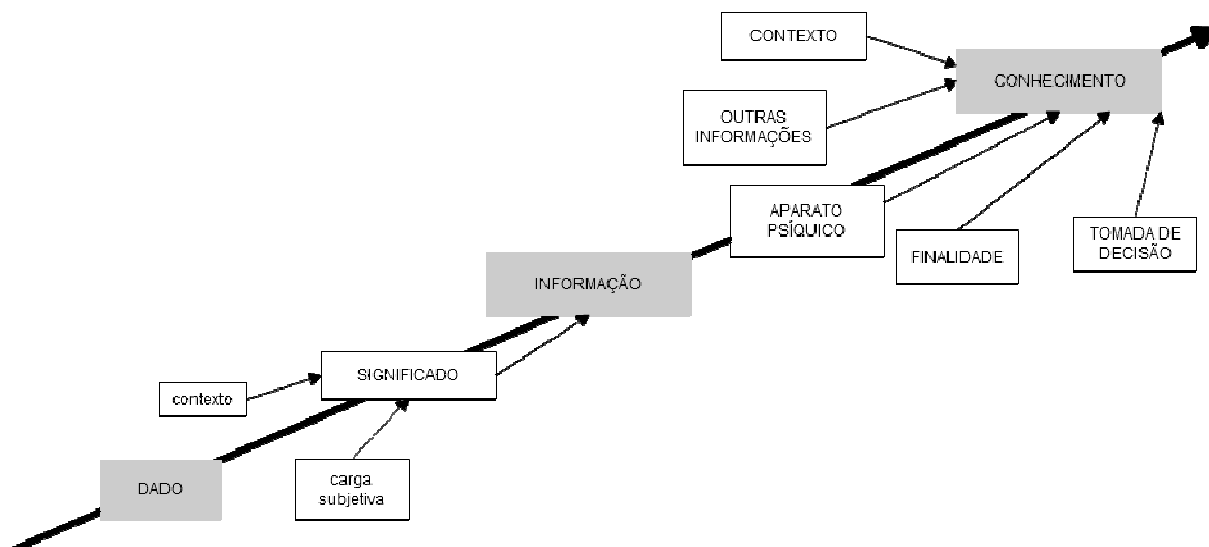 CONTEXTO
CONHECIMENTO
OUTRAS
INFORMAÇÕES
APARATO
PSÍQUICO
FINALIDADE
TOMADA DE
DECISÃO
INFORMAÇÃO
SIGNIFICADO
contexto
carga
subjetiva
DADO